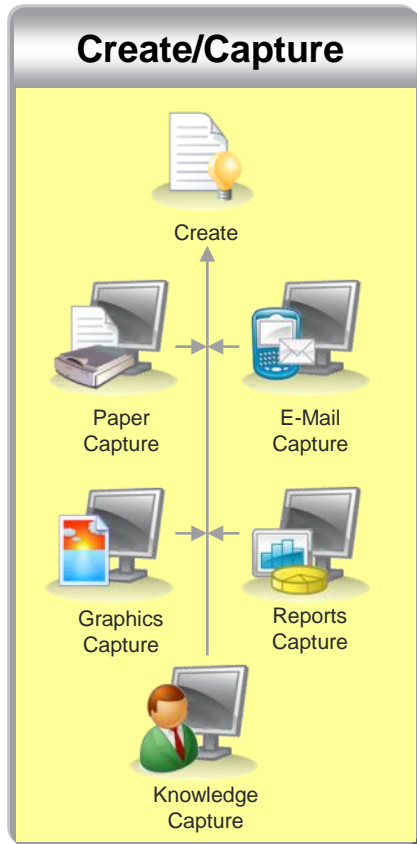 Create/Capture
Create
Paper
Capture
E-Mail
Capture
Graphics
Capture
Reports
Capture
Knowledge
Capture